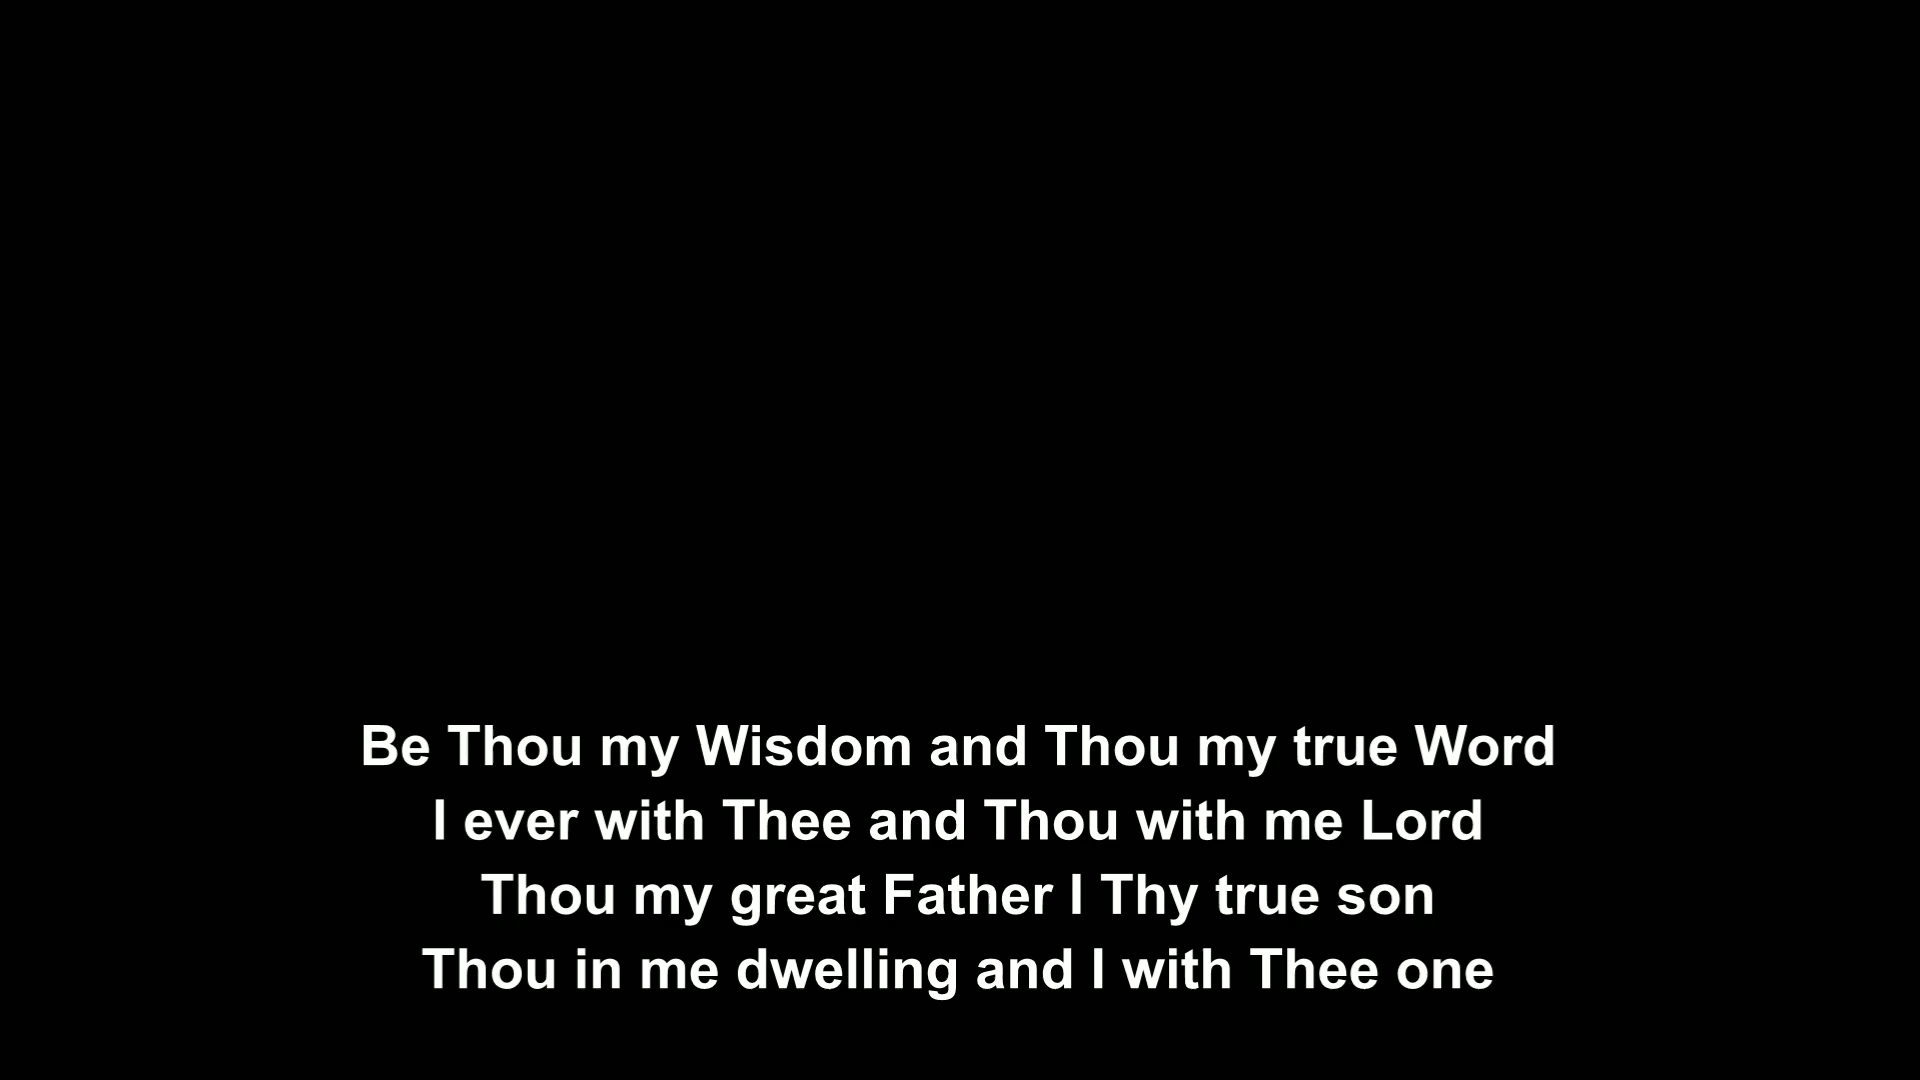 Be Thou my Wisdom and Thou my true Word
I ever with Thee and Thou with me Lord
Thou my great Father I Thy true son
Thou in me dwelling and I with Thee one